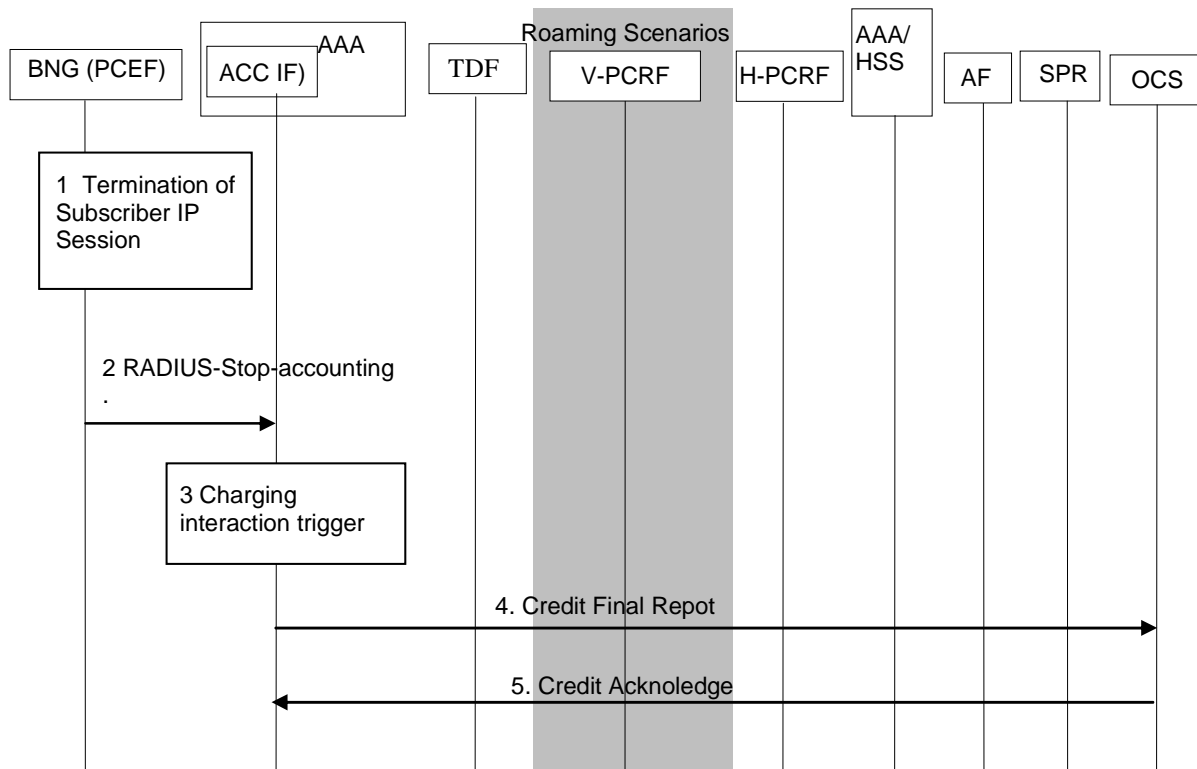 Roaming Scenarios
BNG (PCEF)
AAA
ACC IF)
TDF
V-PCRF
H-PCRF
AAA/
HSS
AF
SPR
OCS
1 Termination of
Subscriber IP
Session
2 RADIUS-Stop-accounting
.
3 Charging
interaction trigger
4. Credit Final Repot
5. Credit Acknoledge